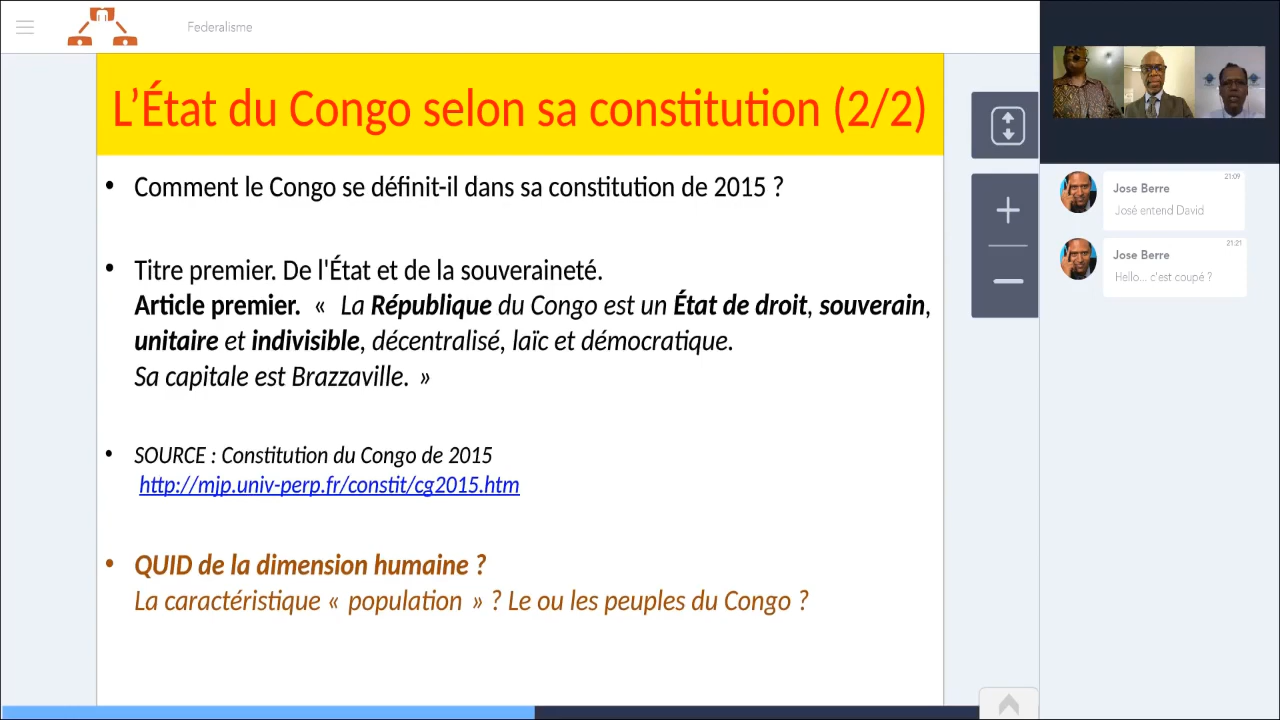 Federalisme
L’État du Congo selon sa constitution (2/2)
• Comment le Congo se définit-il dans sa constitution de 2015 ?
• Titre premier. De l'État et de la souveraineté.
Article premier. « La République du Congo est un État de droit, souverain,
unitaire et indivisible, décentralisé, laïc et démocratique.
Sa capitale est Brazzaville. »
• SOURCE : Constitution du Congo de 2015
http://mjp.univ-perp.fr/constit/cg2015.htm
• QUID de la dimension humaine ?
La caractéristique « population » ? Le ou les peuples du Congo ?
21:09
Jose Berre
José entend David
21:21
Jose Berre
Hello... c'est coupé ?